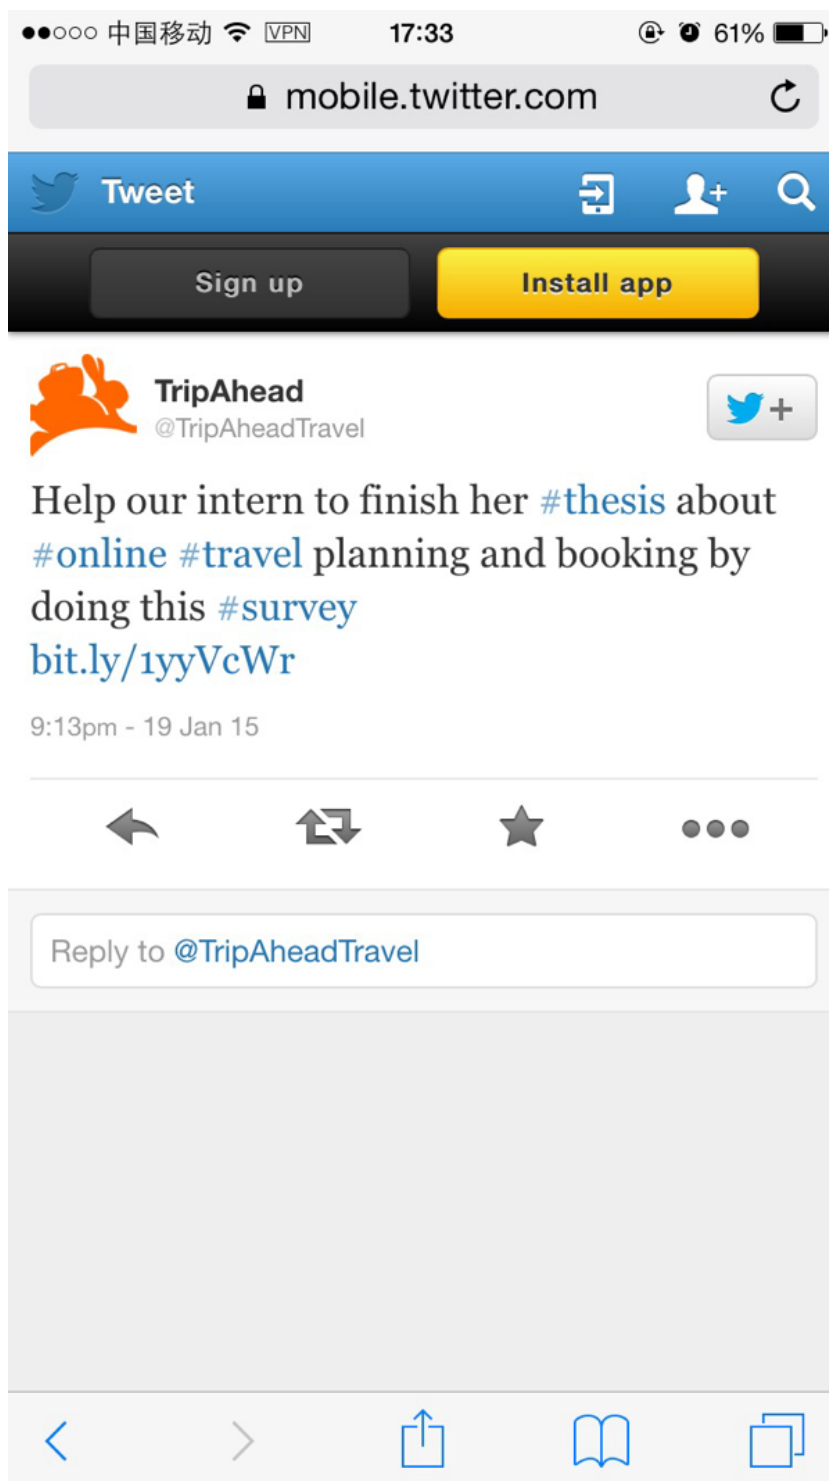 中国移动 VPN 17:33 61%
mobile.twitter.com
Tweet
Sign up Install app
TripAhead
@TripAheadTravel
Help our intern to finish her #thesis about
#online #travel planning and booking by
doing this #survey
bit.ly/1yyVcWr
9:13pm - 19 Jan 15
Reply to @TripAheadTravel